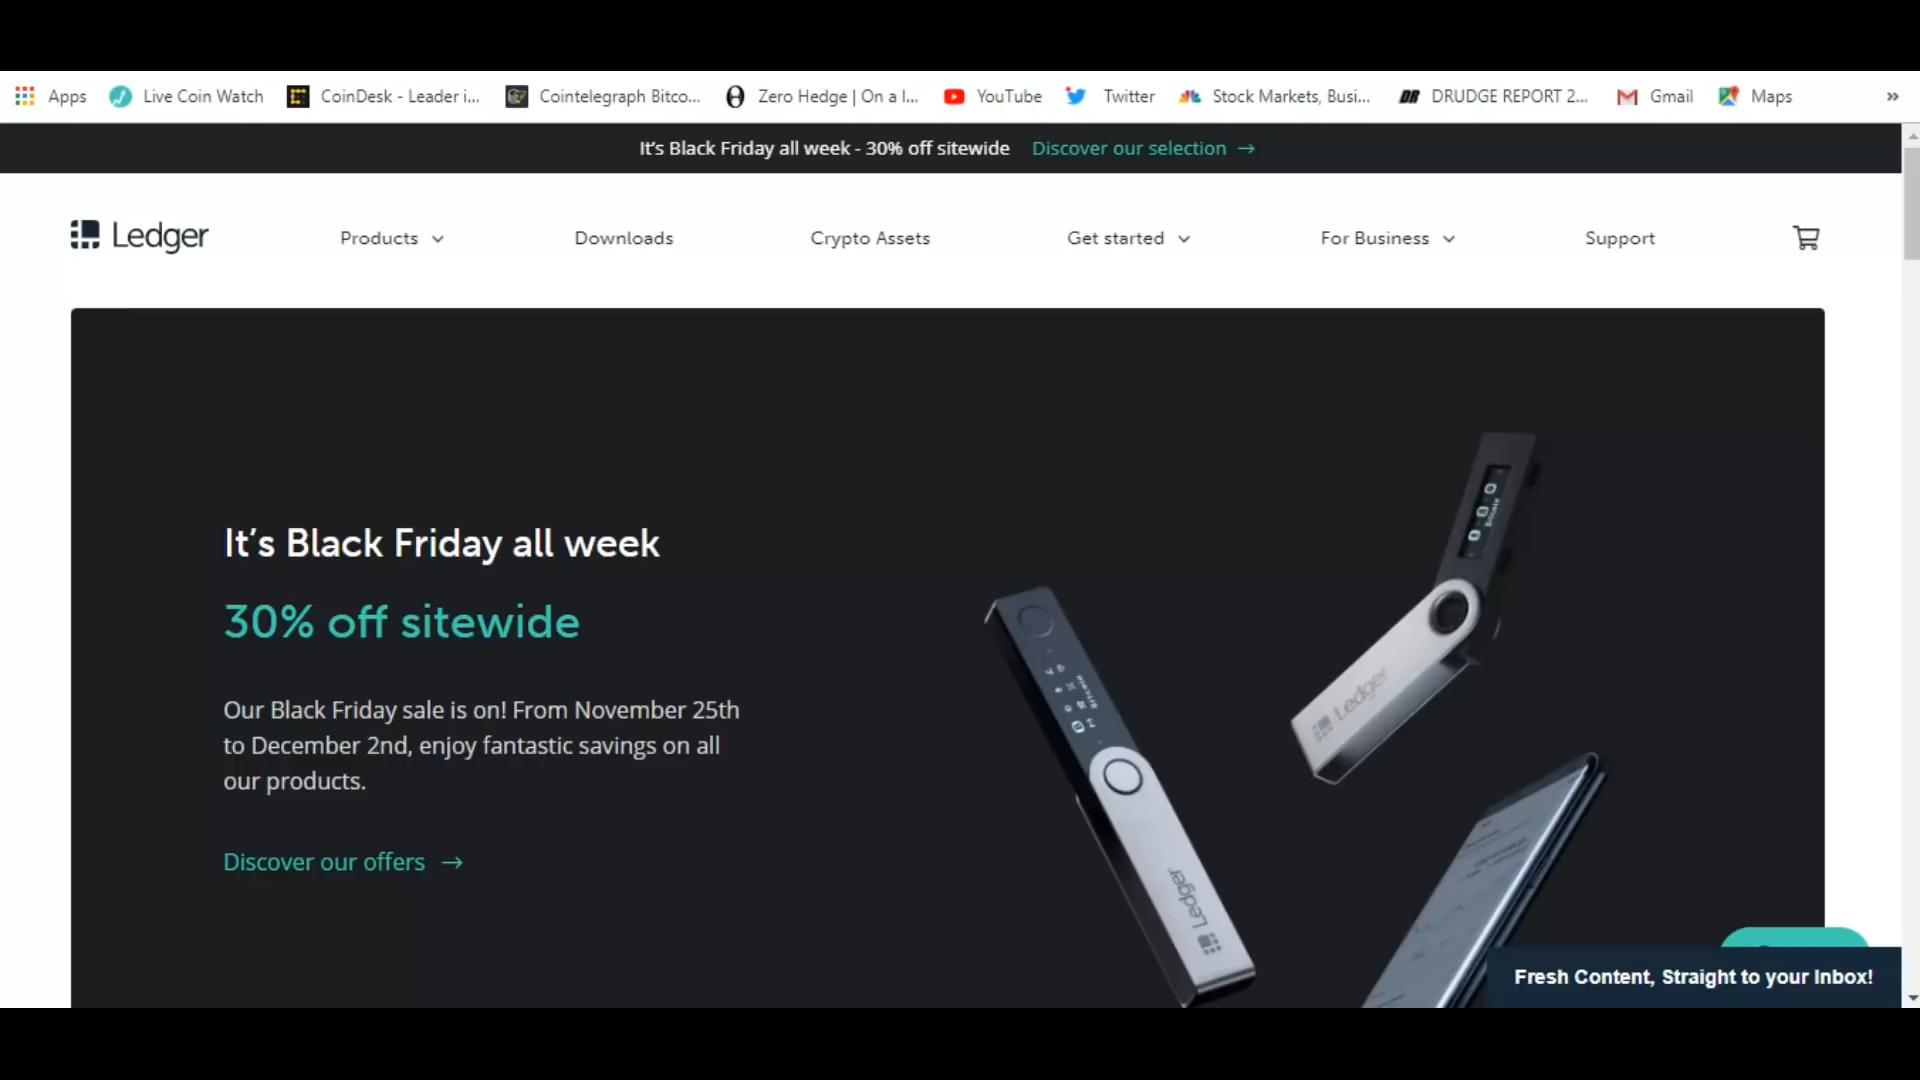 Apps Live Coin Watch CoinDesk - Leader i... Cointelegraph Bitco... Zero Hedge | On a l... YouTube Twitter Stock Markets, Busi... DRUDGE REPORT 2... Gmail Maps »
It's Black Friday all week - 30% off sitewide Discover our selection →
Ledger Products Downloads Crypto Assets Get started For Business Support
It's Black Friday all week
30% off sitewide
Our Black Friday sale is on! From November 25th
to December 2nd, enjoy fantastic savings on all
our products.
Discover our offers →
Bitcoin
Ledger
Bitcoin
Ledger
Fresh Content, Straight to your Inbox!